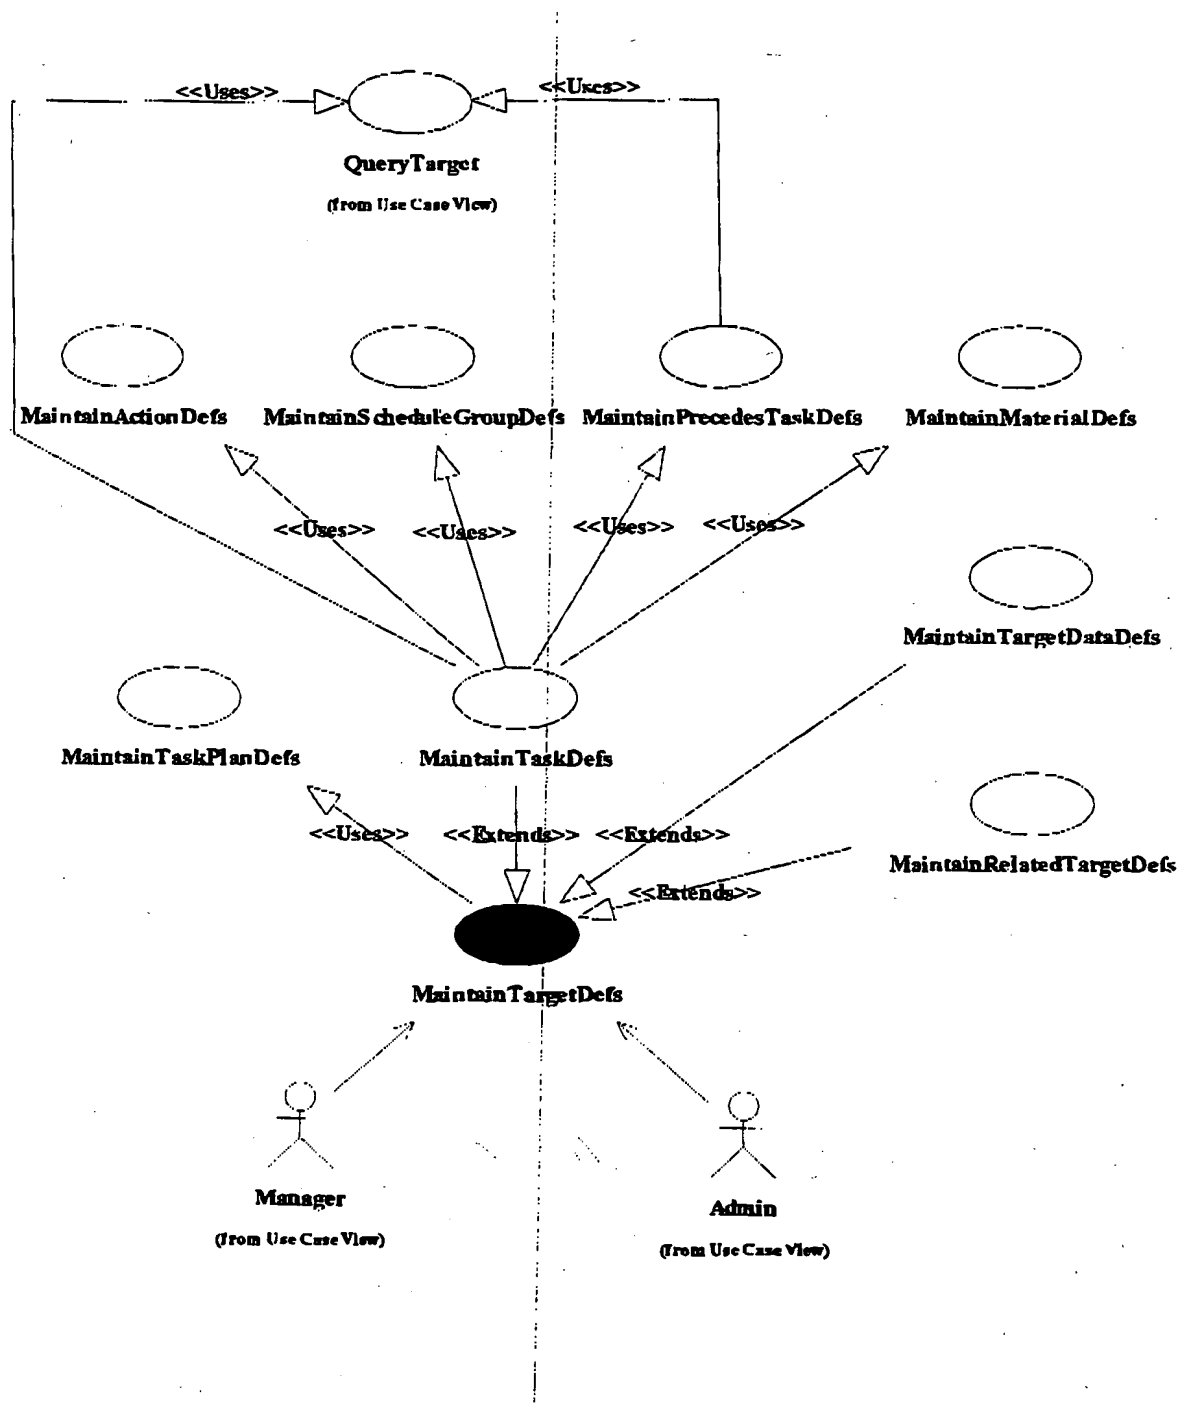 <<Uses>>
<<Uses>>
QueryTarget
(from Use Case View)
MaintainActionDefs
MaintainScheduleGroupDefs
MaintainPrecedesTaskDefs
MaintainMaterialDefs
<<Uses>>
<<Uses>>
<<Uses>>
<<Uses>>
MaintainTargetDataDefs
MaintainTaskPlanDefs
MaintainTaskDefs
<<Uses>>
<<Extends>>
<<Extends>>
MaintainRelatedTargetDefs
<<Extends>>
MaintainTargetDefs
Manager
(from Use Case View)
Admin
(from Use Case View)